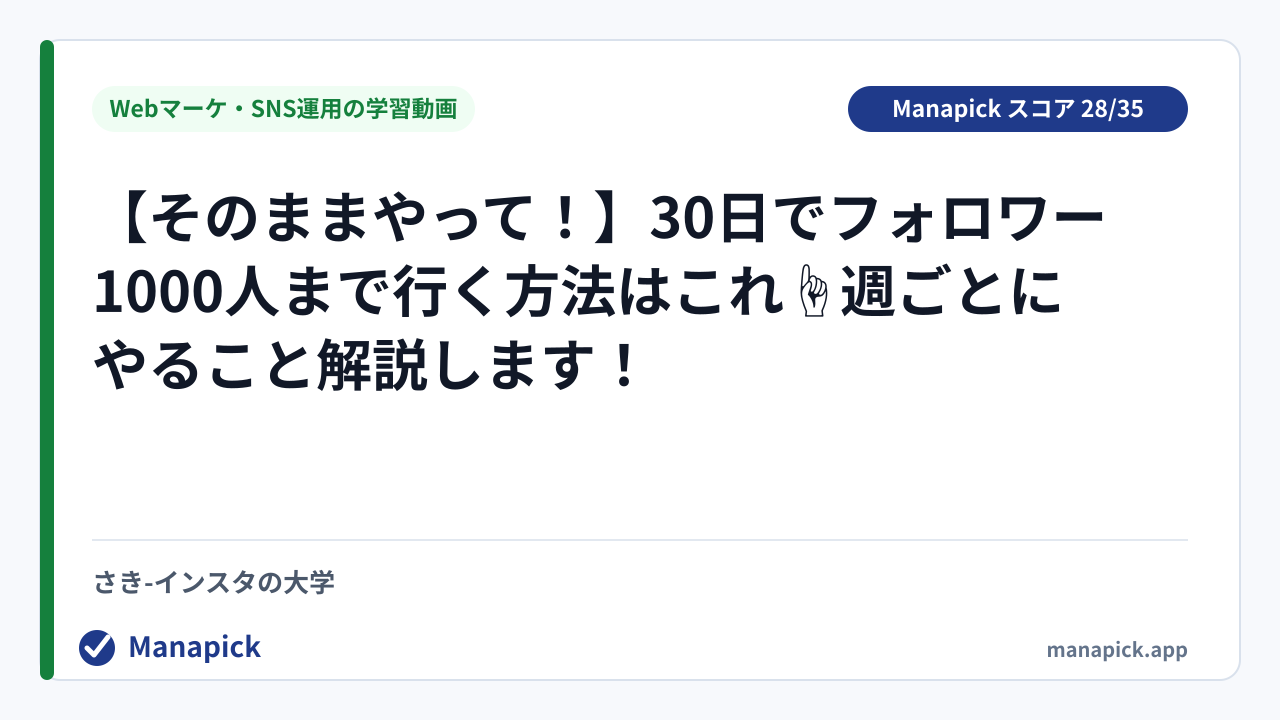 Webマーケ・SNS運用の学習動画
Manapick スコア 28/35
【そのままやって！】30日でフォロワー
1000人まで行く方法はこれ☝週ごとに
やること解説します！
さき-インスタの大学
Manapick
manapick.app